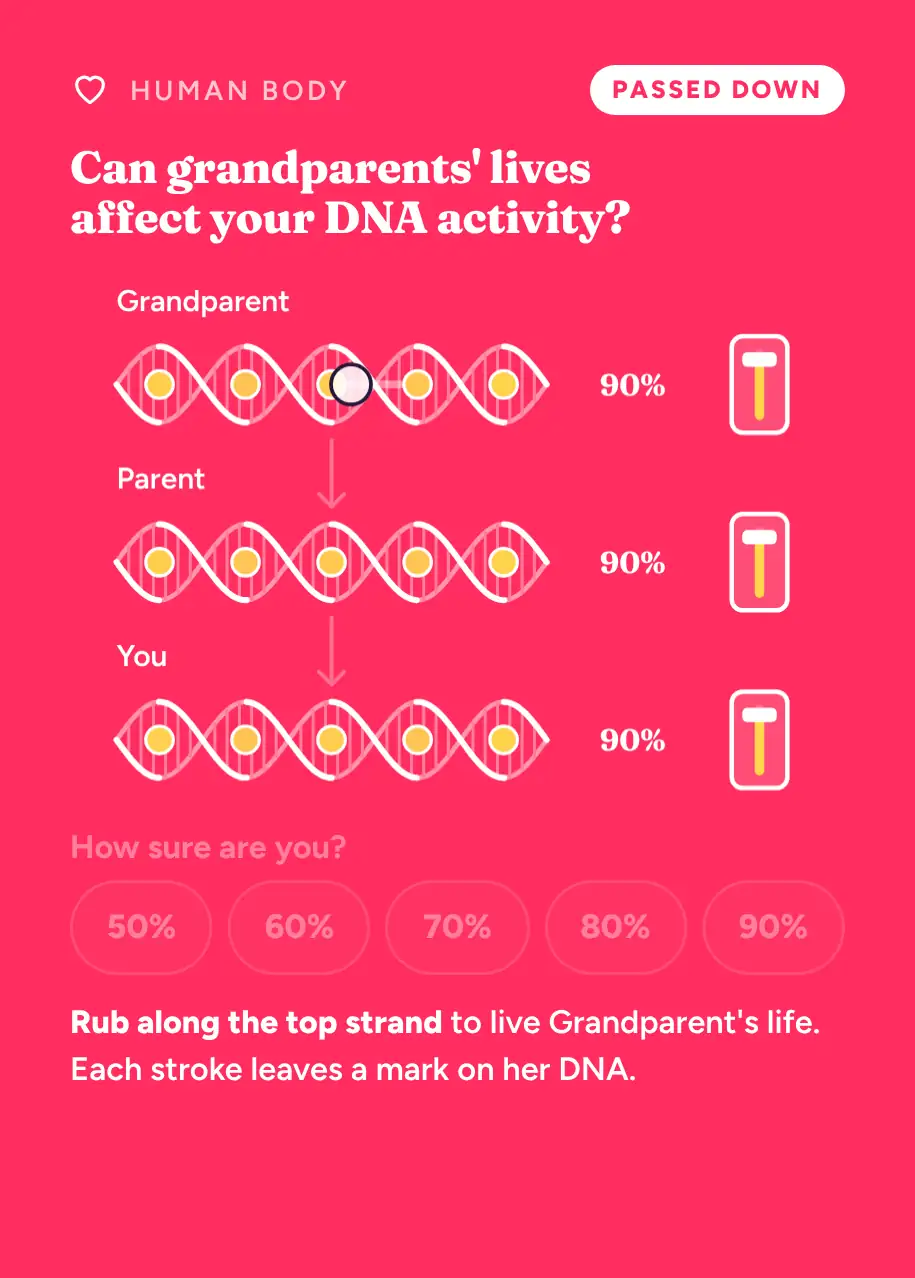 HUMAN BODY
PASSED DOWN
Can grandparents' lives
affect your DNA activity?
Grandparent
90%
Parent
90%
You
90%
How sure are you?
50% 60% 70% 80% 90%
Rub along the top strand to live Grandparent's life.
Each stroke leaves a mark on her DNA.